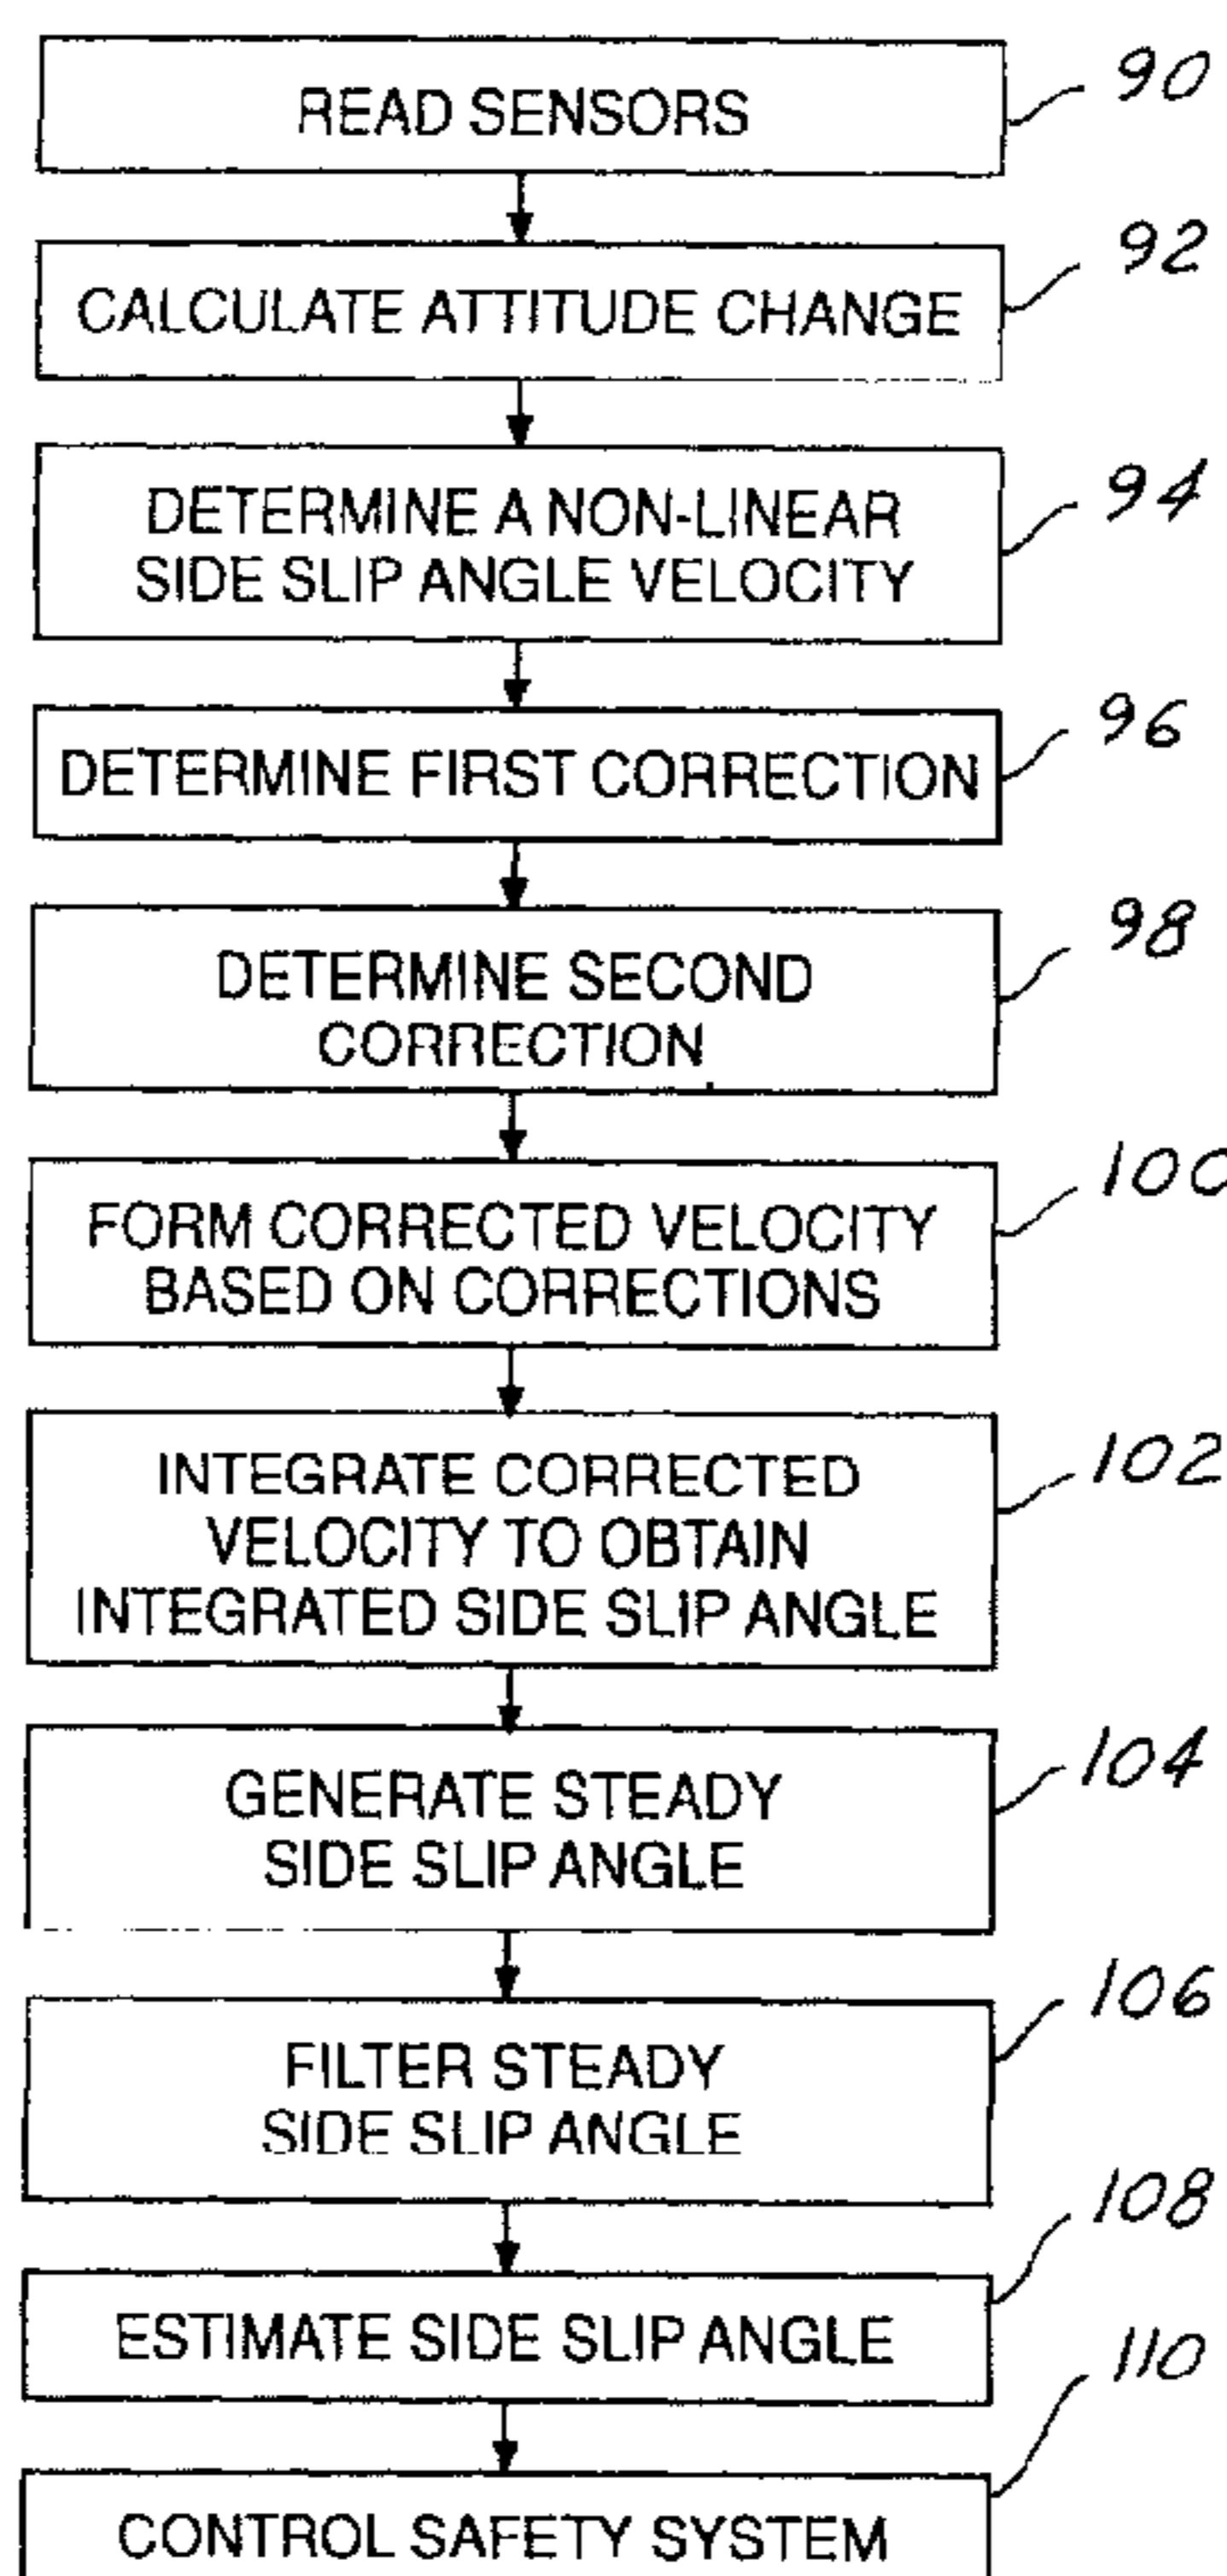 READ SENSORS
90
CALCULATE ATTITUDE CHANGE
92
DETERMINE A NON-LINEAR
SIDE SLIP ANGLE VELOCITY
94
DETERMINE FIRST CORRECTION
96
DETERMINE SECOND
CORRECTION
98
FORM CORRECTED VELOCITY
BASED ON CORRECTIONS
100
INTEGRATE CORRECTED
VELOCITY TO OBTAIN
INTEGRATED SIDE SLIP ANGLE
102
GENERATE STEADY
SIDE SLIP ANGLE
104
FILTER STEADY
SIDE SLIP ANGLE
106
ESTIMATE SIDE SLIP ANGLE
108
CONTROL SAFETY SYSTEM
110